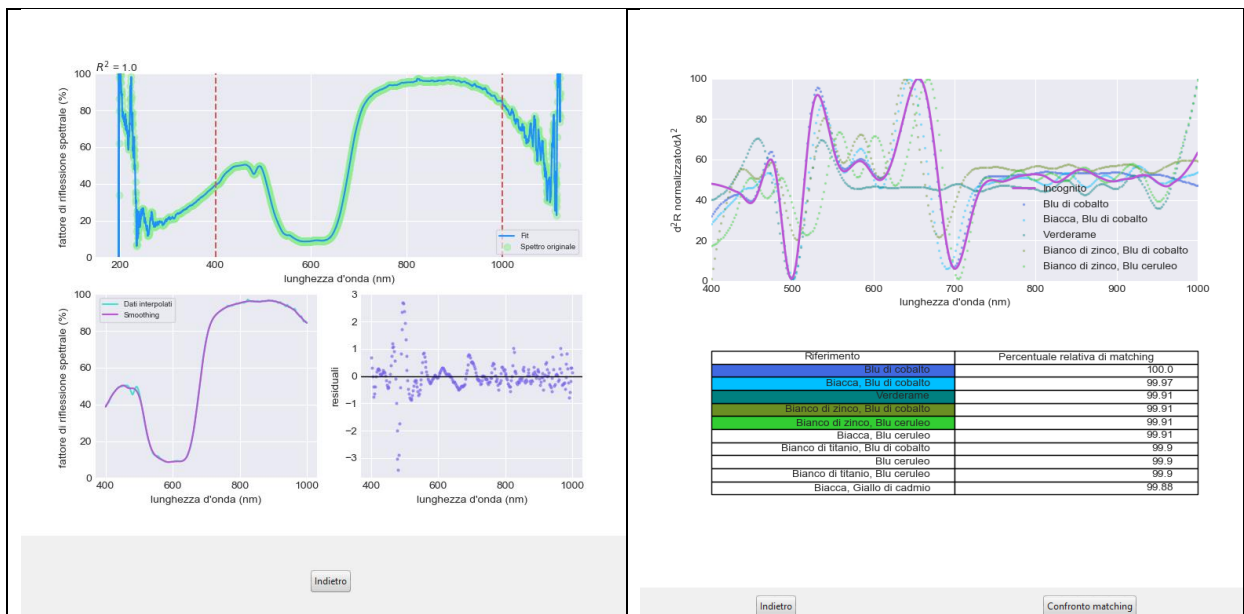 R² = 1.0
100
80
60
40
20
0
fattore di riflessione spettrale (%)
Fit
Spettro originale
200
400
600
800
1000
lunghezza d'onda (nm)
100
80
60
40
20
0
fattore di riflessione spettrale (%)
Dati interpolati
Smoothing
400
600
800
1000
lunghezza d'onda (nm)
3
2
1
0
−1
−2
−3
residuali
400
500
600
700
800
900
1000
lunghezza d'onda (nm)
Indietro
100
80
60
40
20
0
d²R normalizzato/dλ²
Incognito
Blu di cobalto
Biacca, Blu di cobalto
Verderame
Bianco di zinco, Blu di cobalto
Bianco di zinco, Blu ceruleo
400
500
600
700
800
900
1000
lunghezza d'onda (nm)
Riferimento Percentuale relativa di matching
Blu di cobalto 100.0
Biacca, Blu di cobalto 99.97
Verderame 99.91
Bianco di zinco, Blu di cobalto 99.91
Bianco di zinco, Blu ceruleo 99.91
Biacca, Blu ceruleo 99.91
Bianco di titanio, Blu di cobalto 99.9
Blu ceruleo 99.9
Bianco di titanio, Blu ceruleo 99.9
Biacca, Giallo di cadmio 99.88
Indietro
Confronto matching